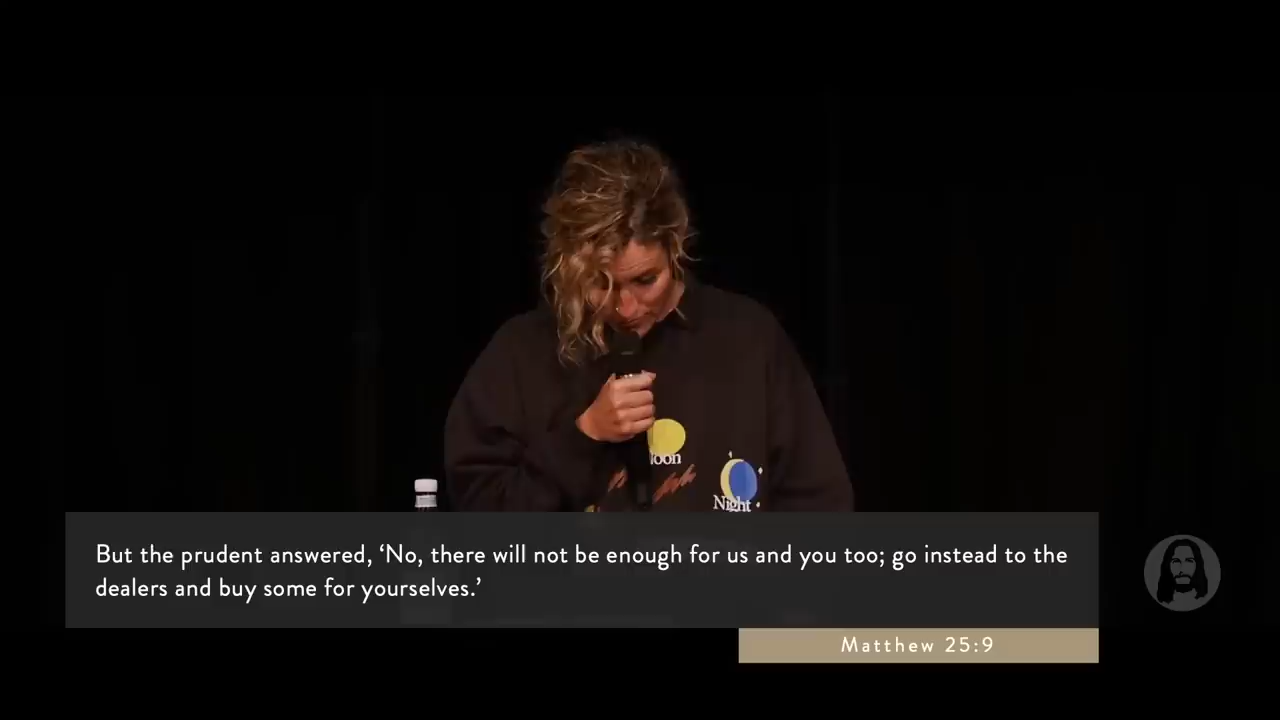 Noon
Night
But the prudent answered, ‘No, there will not be enough for us and you too; go instead to the
dealers and buy some for yourselves.’
Matthew 25:9